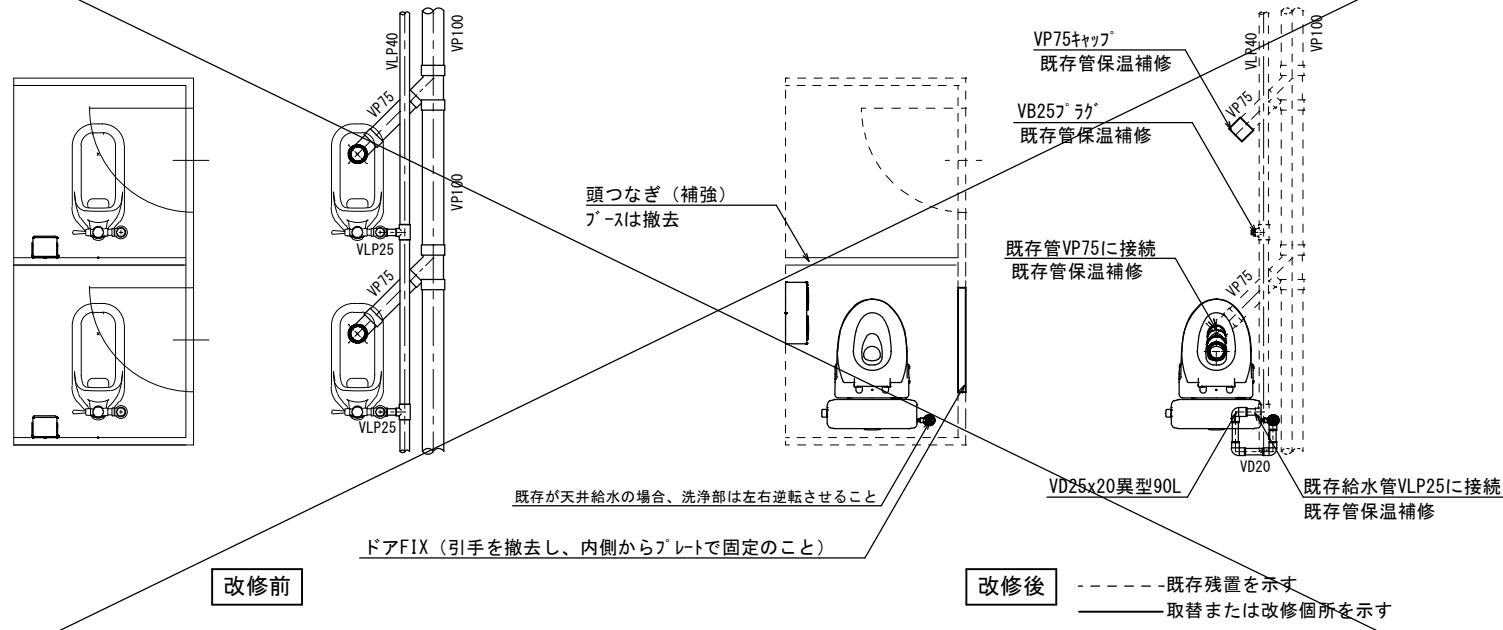 VLP40
VP100
VP75
VP100
VLP25
VP75
VLP25
改修前
頭つなぎ（補強）
ﾌﾞｰｽは撤去
既存が天井給水の場合、洗浄部は左右逆転させること
ドアFIX（引手を撤去し、内側からﾌﾟﾚｰﾄで固定のこと）
VP75ｷｬｯﾌﾟ
既存管保温補修
VB25ﾌﾟﾗｸﾞ
既存管保温補修
既存管VP75に接続
既存管保温補修
VLP40
VP100
VP75
VP75
VD20
VD25x20異型90L
既存給水管VLP25に接続
既存管保温補修
改修後
既存残置を示す
取替または改修個所を示す